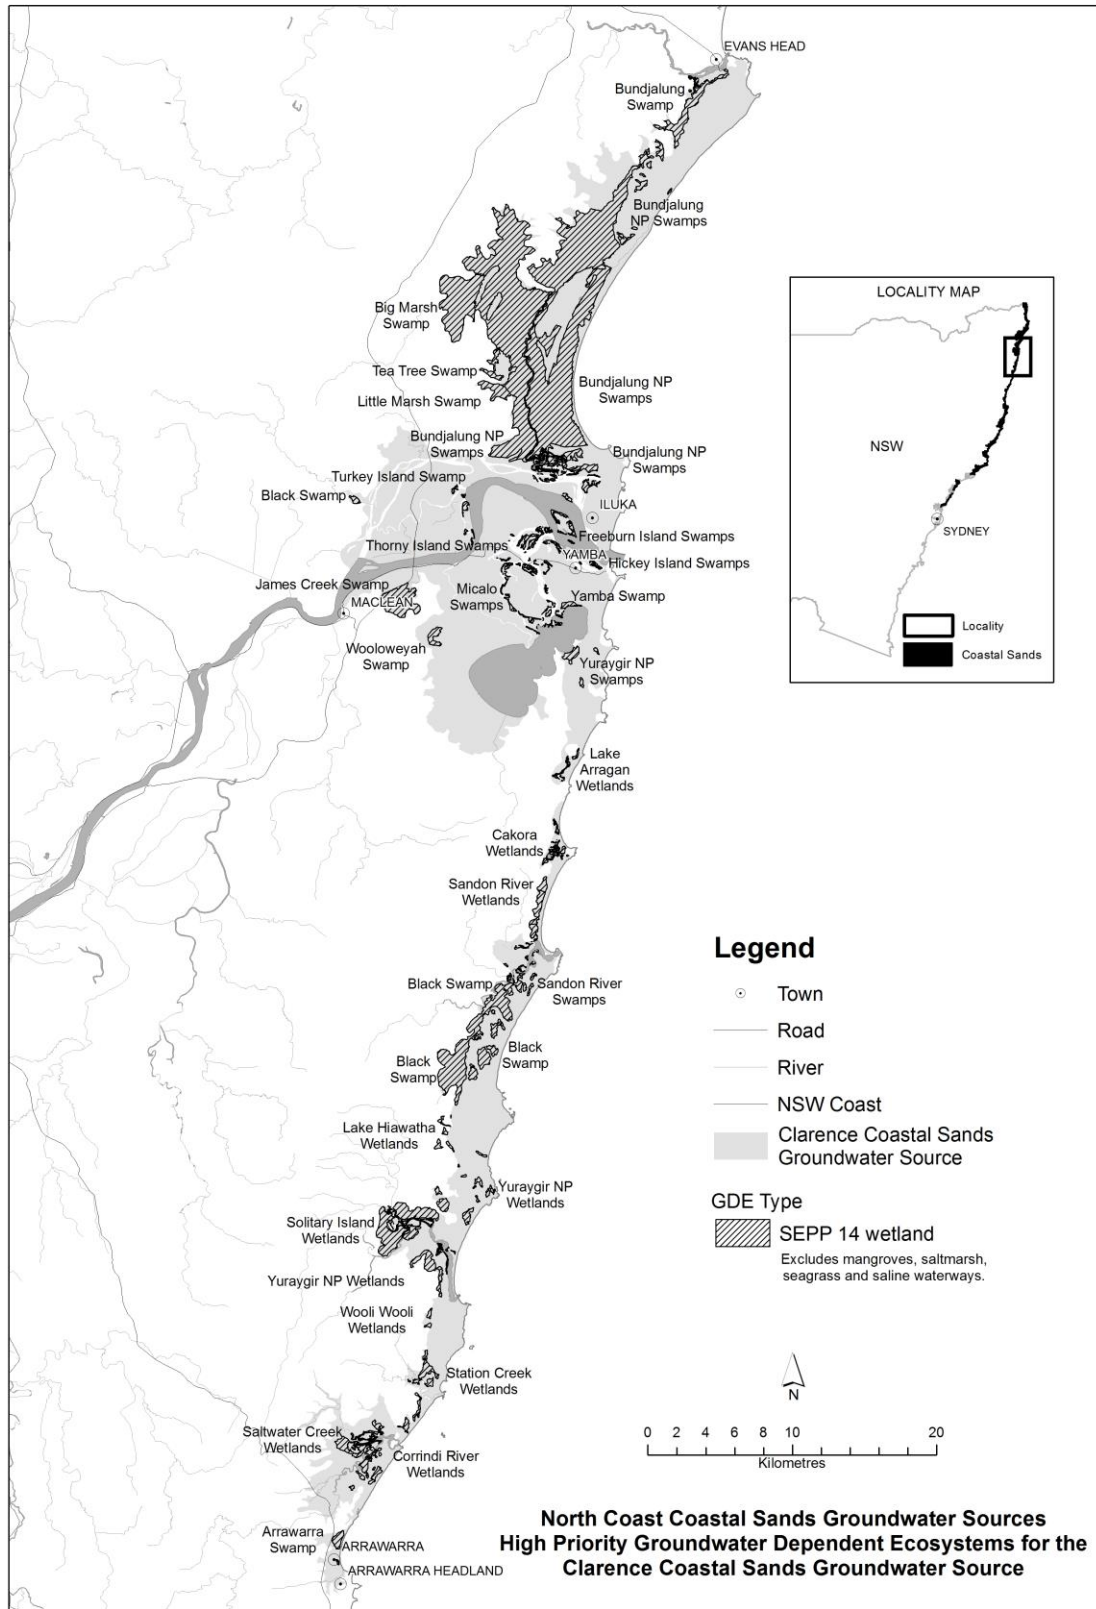 EVANS HEAD
Bundjalung
Swamp
Bundjalung
NP Swamps
Big Marsh
Swamp
Tea Tree Swamp
Little Marsh Swamp
Bundjalung NP
Swamps
Bundjalung NP
Swamps
Bundjalung NP
Swamps
Turkey Island Swamp
Black Swamp
ILUKA
Freeburn Island Swamps
Thorny Island Swamps
YAMBA
Hickey Island Swamps
James Creek Swamp
MACLEAN
Micalo
Swamps
Yamba Swamp
Wooloweyah
Swamp
Yuraygir NP
Swamps
Lake
Arragan
Wetlands
Cakora
Wetlands
Sandon River
Wetlands
Black Swamp
Sandon River
Swamps
Black
Swamp
Black
Swamp
Lake Hiawatha
Wetlands
Yuraygir NP
Wetlands
Solitary Island
Wetlands
Yuraygir NP Wetlands
Wooli Wooli
Wetlands
Station Creek
Wetlands
Saltwater Creek
Wetlands
Corrindi River
Wetlands
Arrawarra
Swamp
ARRAWARRA
ARRAWARRA HEADLAND
LOCALITY MAP
NSW
SYDNEY
Locality
Coastal Sands
Legend
Town
Road
River
NSW Coast
Clarence Coastal Sands
Groundwater Source
GDE Type
SEPP 14 wetland
Excludes mangroves, saltmarsh,
seagrass and saline waterways.
N
0 2 4 6 8 10 12 14 16 20
Kilometres
North Coast Coastal Sands Groundwater Sources
High Priority Groundwater Dependent Ecosystems for the
Clarence Coastal Sands Groundwater Source